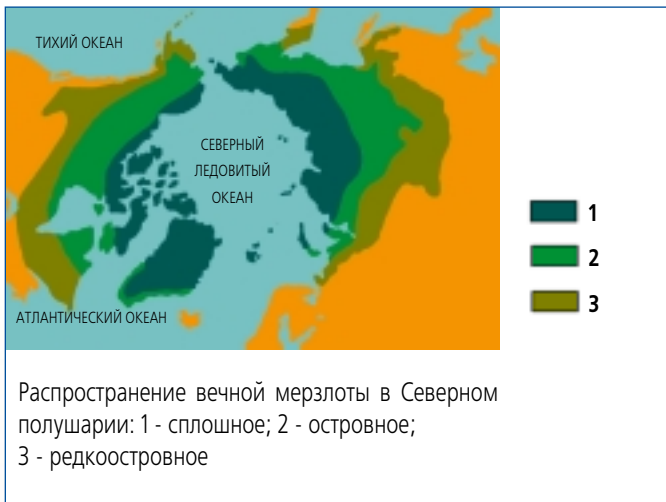 ТИХИЙ ОКЕАН
СЕВЕРНЫЙ
ЛЕДОВИТЫЙ
ОКЕАН
АТЛАНТИЧЕСКИЙ ОКЕАН
1
2
3
Распространение вечной мерзлоты в Северном
полушарии: 1 - сплошное; 2 - островное;
3 - редкоостровное